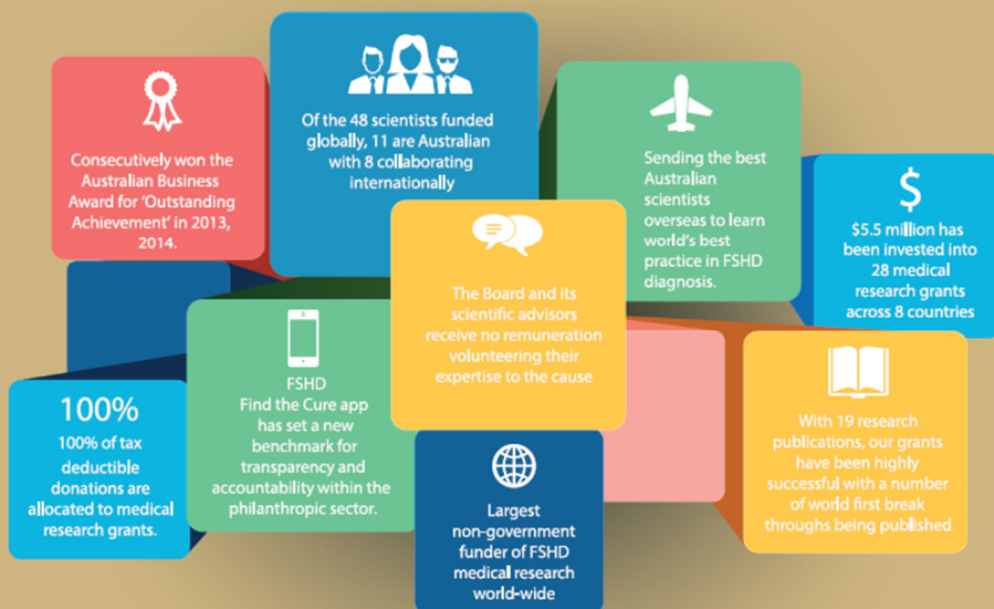 Consecutively won the
Australian Business
Award for ‘Outstanding
Achievement’ in 2013,
2014.
Of the 48 scientists funded
globally, 11 are Australian
with 8 collaborating
internationally
Sending the best
Australian
scientists
overseas to learn
world's best
practice in FSHD
diagnosis.
$
$5.5 million has
been invested into
28 medical
research grants
across 8 countries
The Board and its
scientific advisors
receive no remuneration
volunteering their
expertise to the cause
100%
100% of tax
deductible
donations are
allocated to medical
research grants.
FSHD
Find the Cure app
has set a new
benchmark for
transparency and
accountability within the
philanthropic sector.
Largest
non-government
funder of FSHD
medical research
world-wide
With 19 research
publications, our grants
have been highly
successful with a number
of world first break
throughs being published